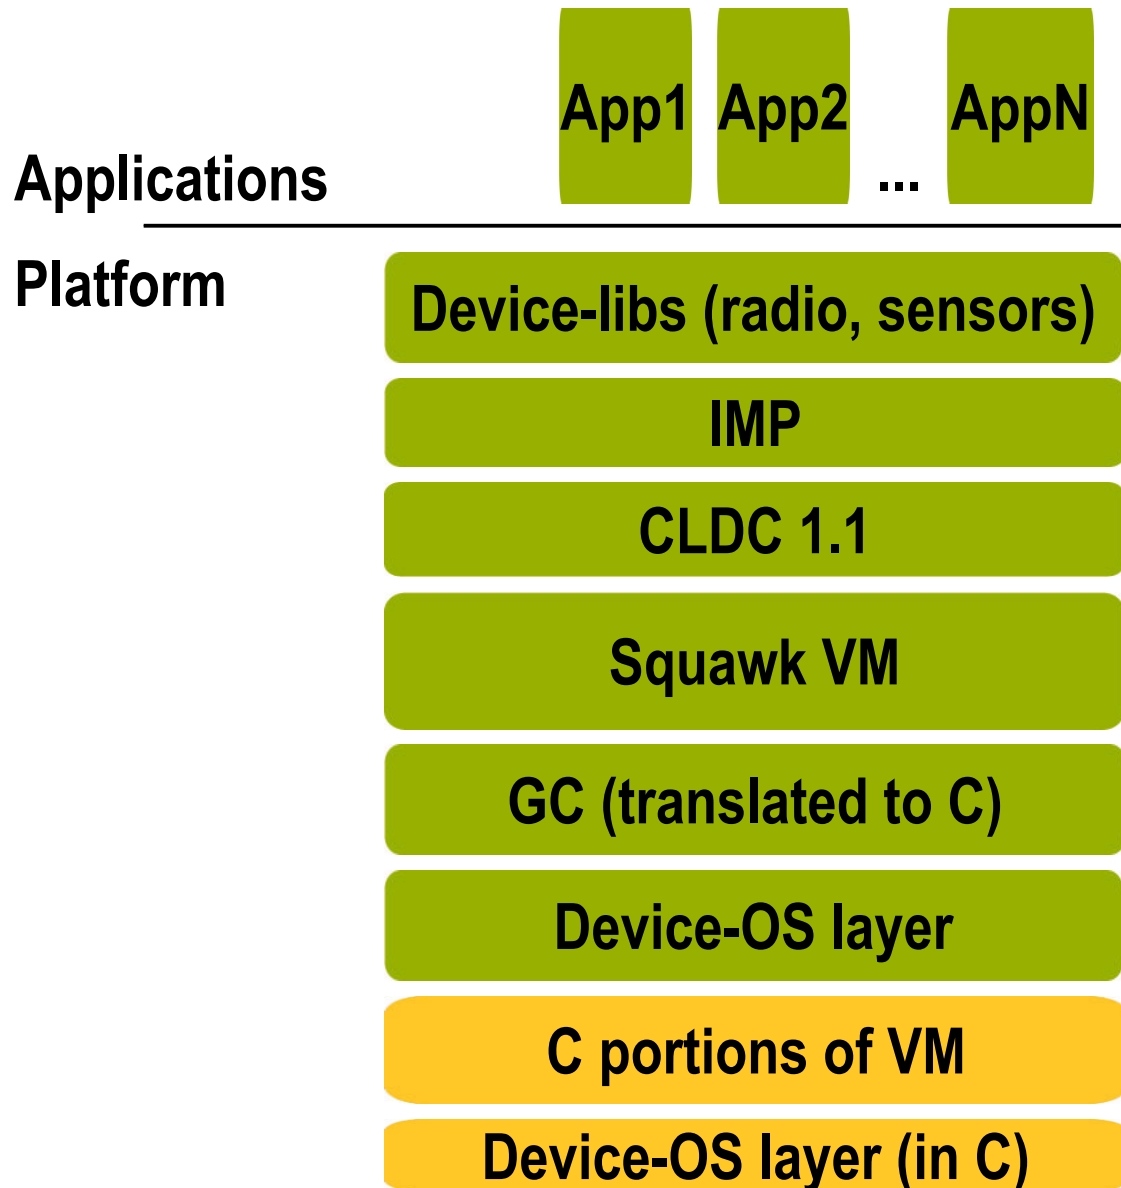 App1 App2 ... AppN
Applications
Platform
Device-libs (radio, sensors)
IMP
CLDC 1.1
Squawk VM
GC (translated to C)
Device-OS layer
C portions of VM
Device-OS layer (in C)